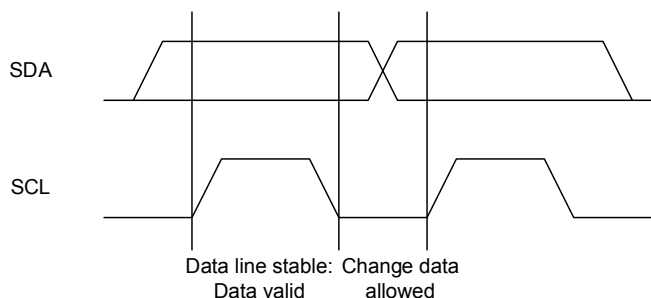 SDA
SCL
Data line stable: Change data
Data valid allowed